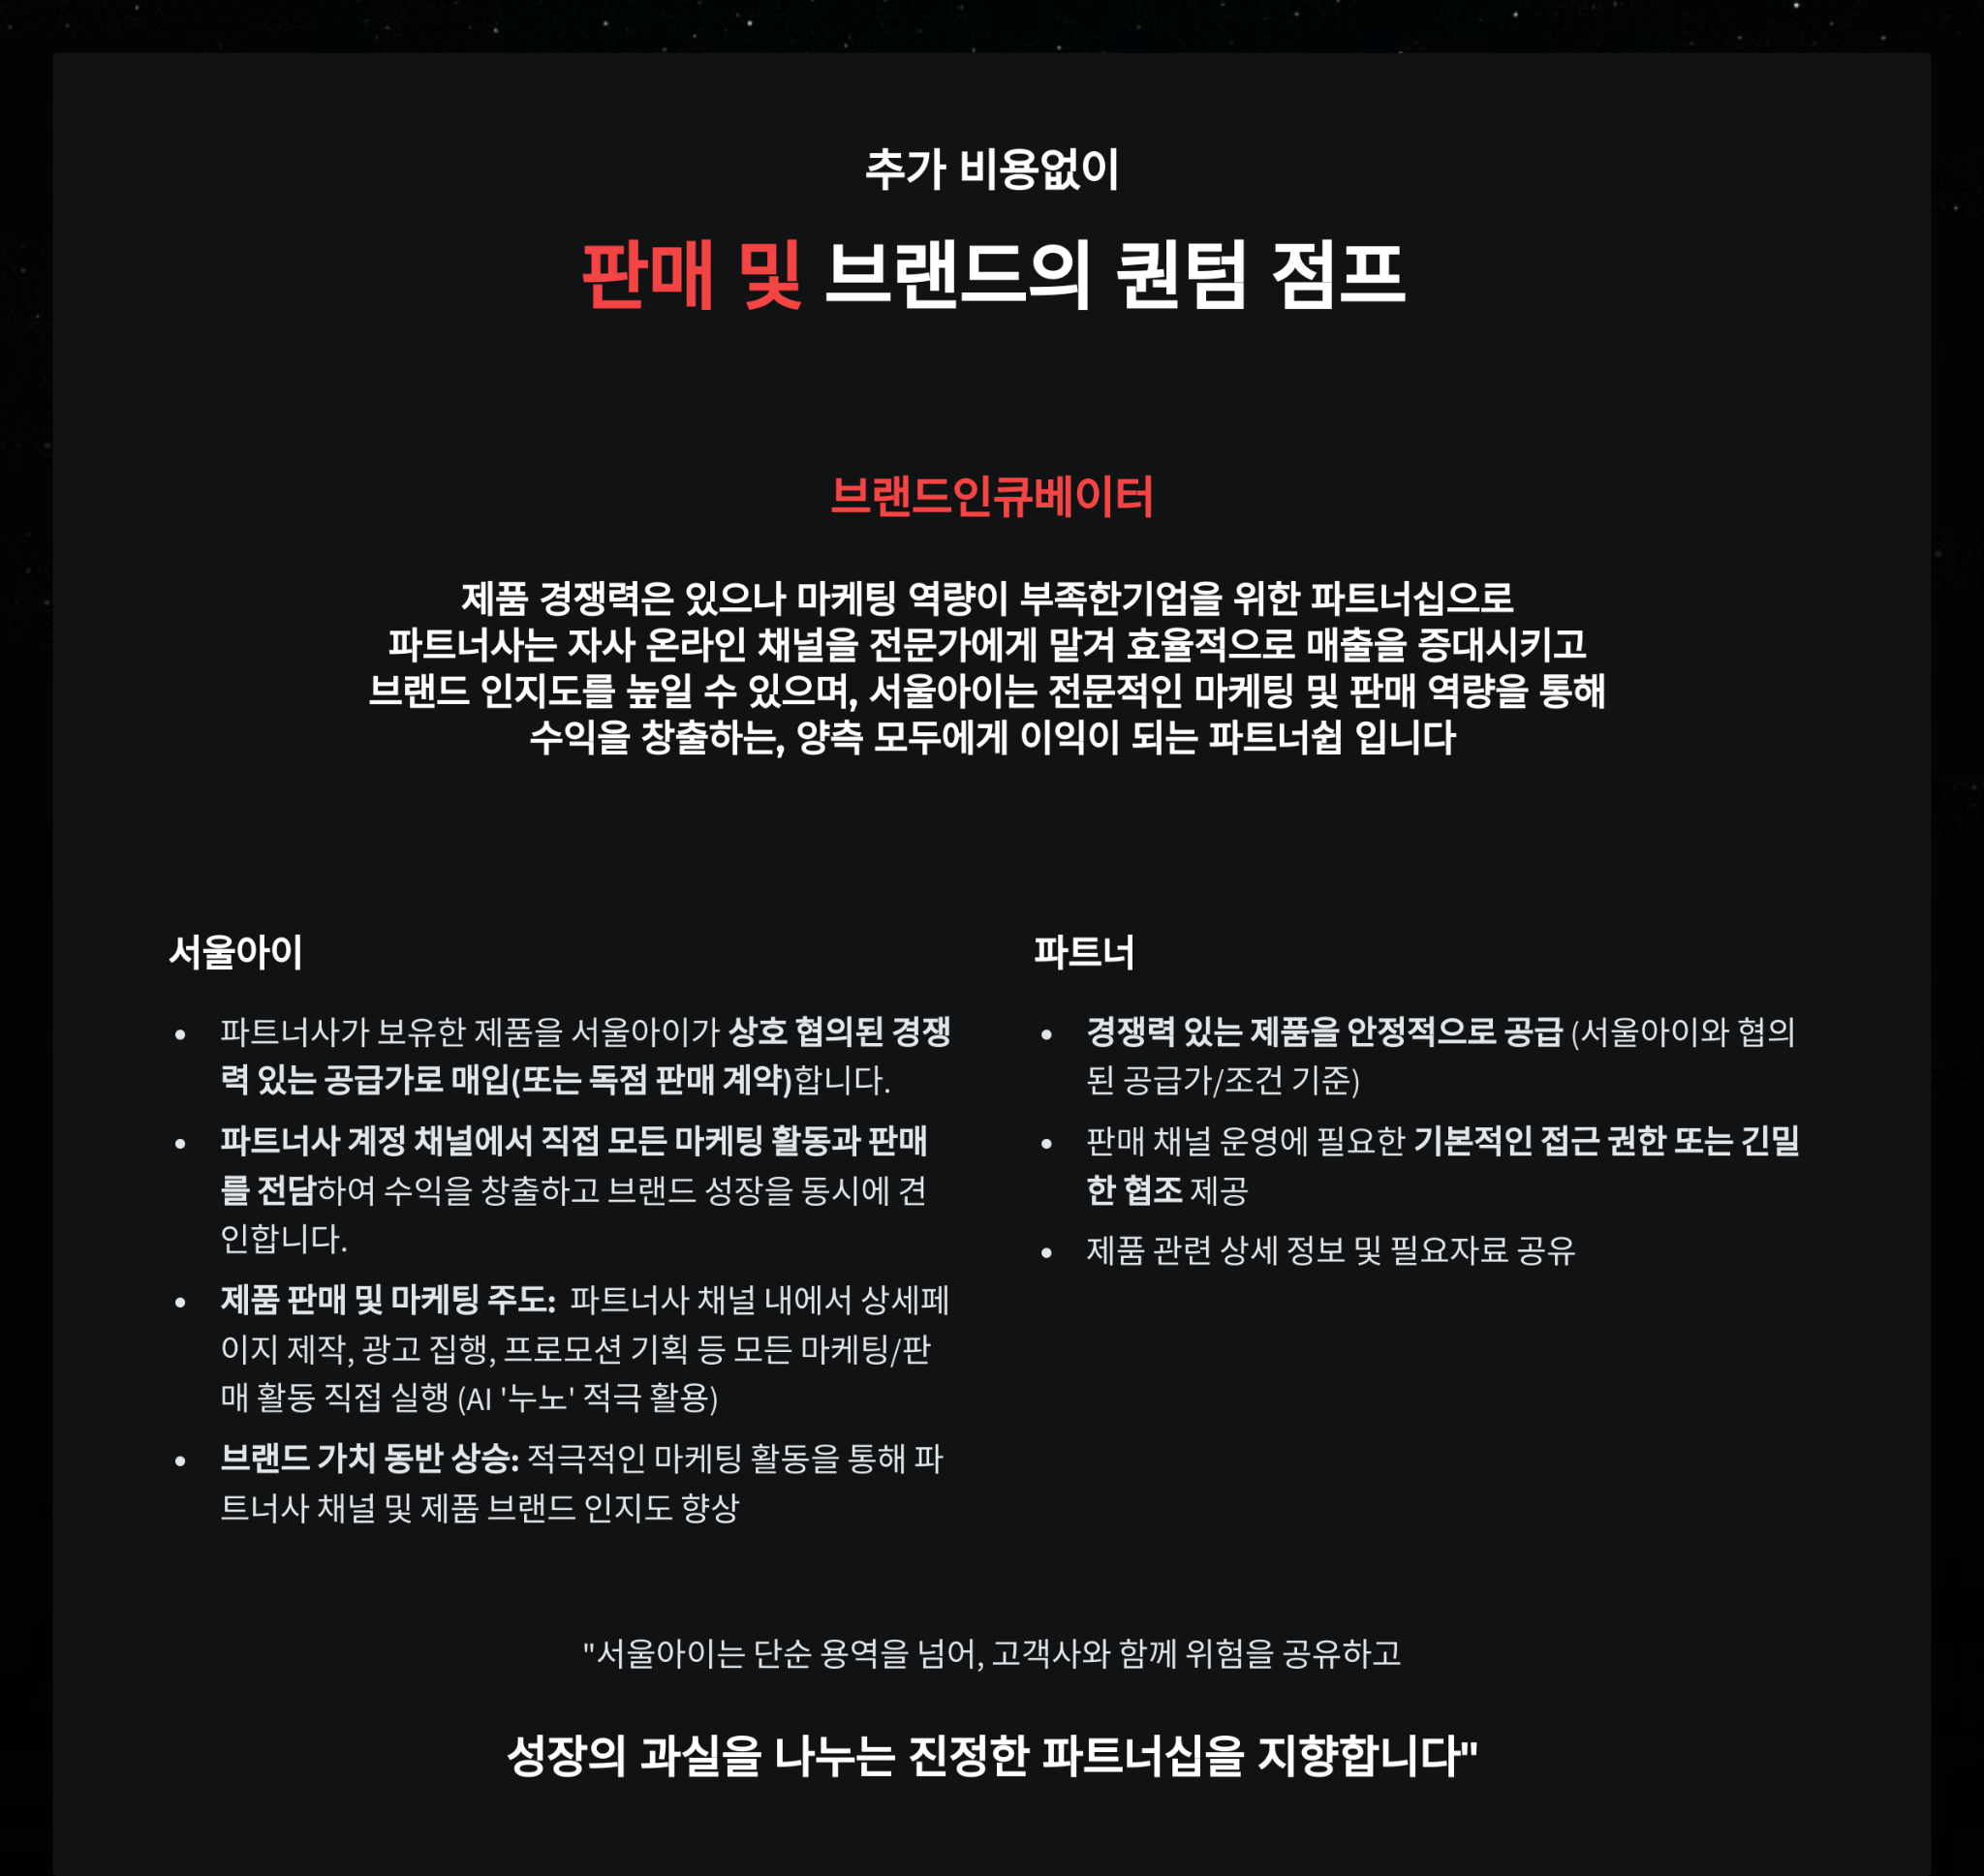 추가 비용없이
판매 및 브랜드의 퀀텀 점프
브랜드인큐베이터
제품 경쟁력은 있으나 마케팅 역량이 부족한기업을 위한 파트너십으로
파트너사는 자사 온라인 채널을 전문가에게 맡겨 효율적으로 매출을 증대시키고
브랜드 인지도를 높일 수 있으며, 서울아이는 전문적인 마케팅 및 판매 역량을 통해
수익을 창출하는, 양측 모두에게 이익이 되는 파트너쉽 입니다
서울아이
• 파트너사가 보유한 제품을 서울아이가 상호 협의된 경쟁
력 있는 공급가로 매입(또는 독점 판매 계약)합니다.
• 파트너사 계정 채널에서 직접 모든 마케팅 활동과 판매
를 전담하여 수익을 창출하고 브랜드 성장을 동시에 견
인합니다.
• 제품 판매 및 마케팅 주도: 파트너사 채널 내에서 상세페
이지 제작, 광고 집행, 프로모션 기획 등 모든 마케팅/판
매 활동 직접 실행 (AI '누노' 적극 활용)
• 브랜드 가치 동반 상승: 적극적인 마케팅 활동을 통해 파
트너사 채널 및 제품 브랜드 인지도 향상
파트너
• 경쟁력 있는 제품을 안정적으로 공급 (서울아이와 협의
된 공급가/조건 기준)
• 판매 채널 운영에 필요한 기본적인 접근 권한 또는 긴밀
한 협조 제공
• 제품 관련 상세 정보 및 필요자료 공유
"서울아이는 단순 용역을 넘어, 고객사와 함께 위험을 공유하고
성장의 과실을 나누는 진정한 파트너십을 지향합니다"